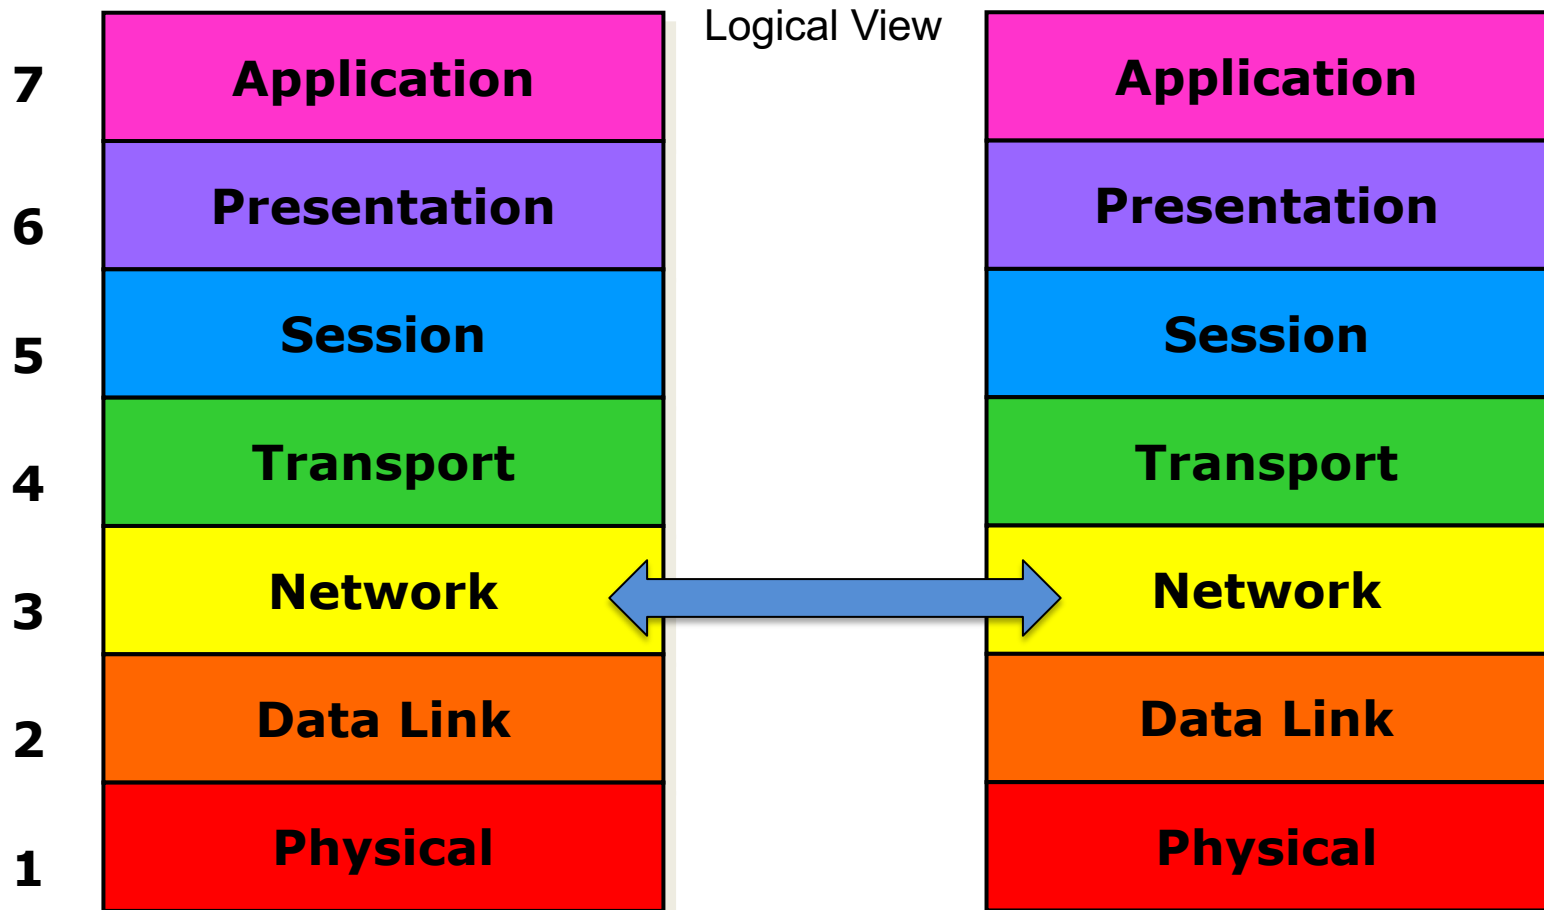 Logical View
7 Application Application
6 Presentation Presentation
5 Session Session
4 Transport Transport
3 Network Network
2 Data Link Data Link
1 Physical Physical